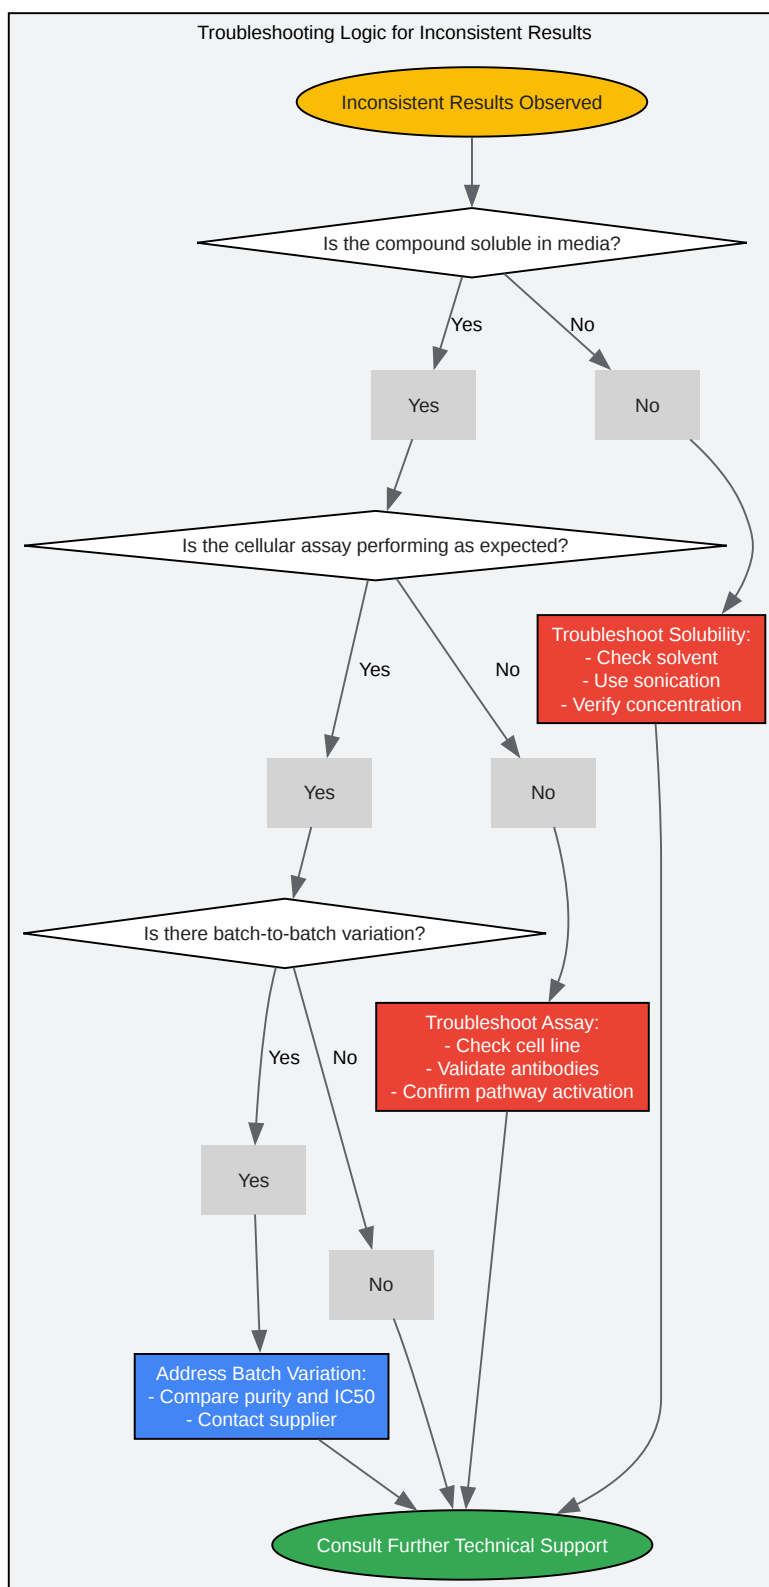 Troubleshooting Logic for Inconsistent Results
Inconsistent Results Observed
Is the compound soluble in media?
Yes
No
Yes
No
Is the cellular assay performing as expected?
Troubleshoot Solubility:
- Check solvent
- Use sonication
- Verify concentration
Yes
No
Yes
No
Is there batch-to-batch variation?
Troubleshoot Assay:
- Check cell line
- Validate antibodies
- Confirm pathway activation
Yes
No
Yes
No
Address Batch Variation:
- Compare purity and IC50
- Contact supplier
Consult Further Technical Support